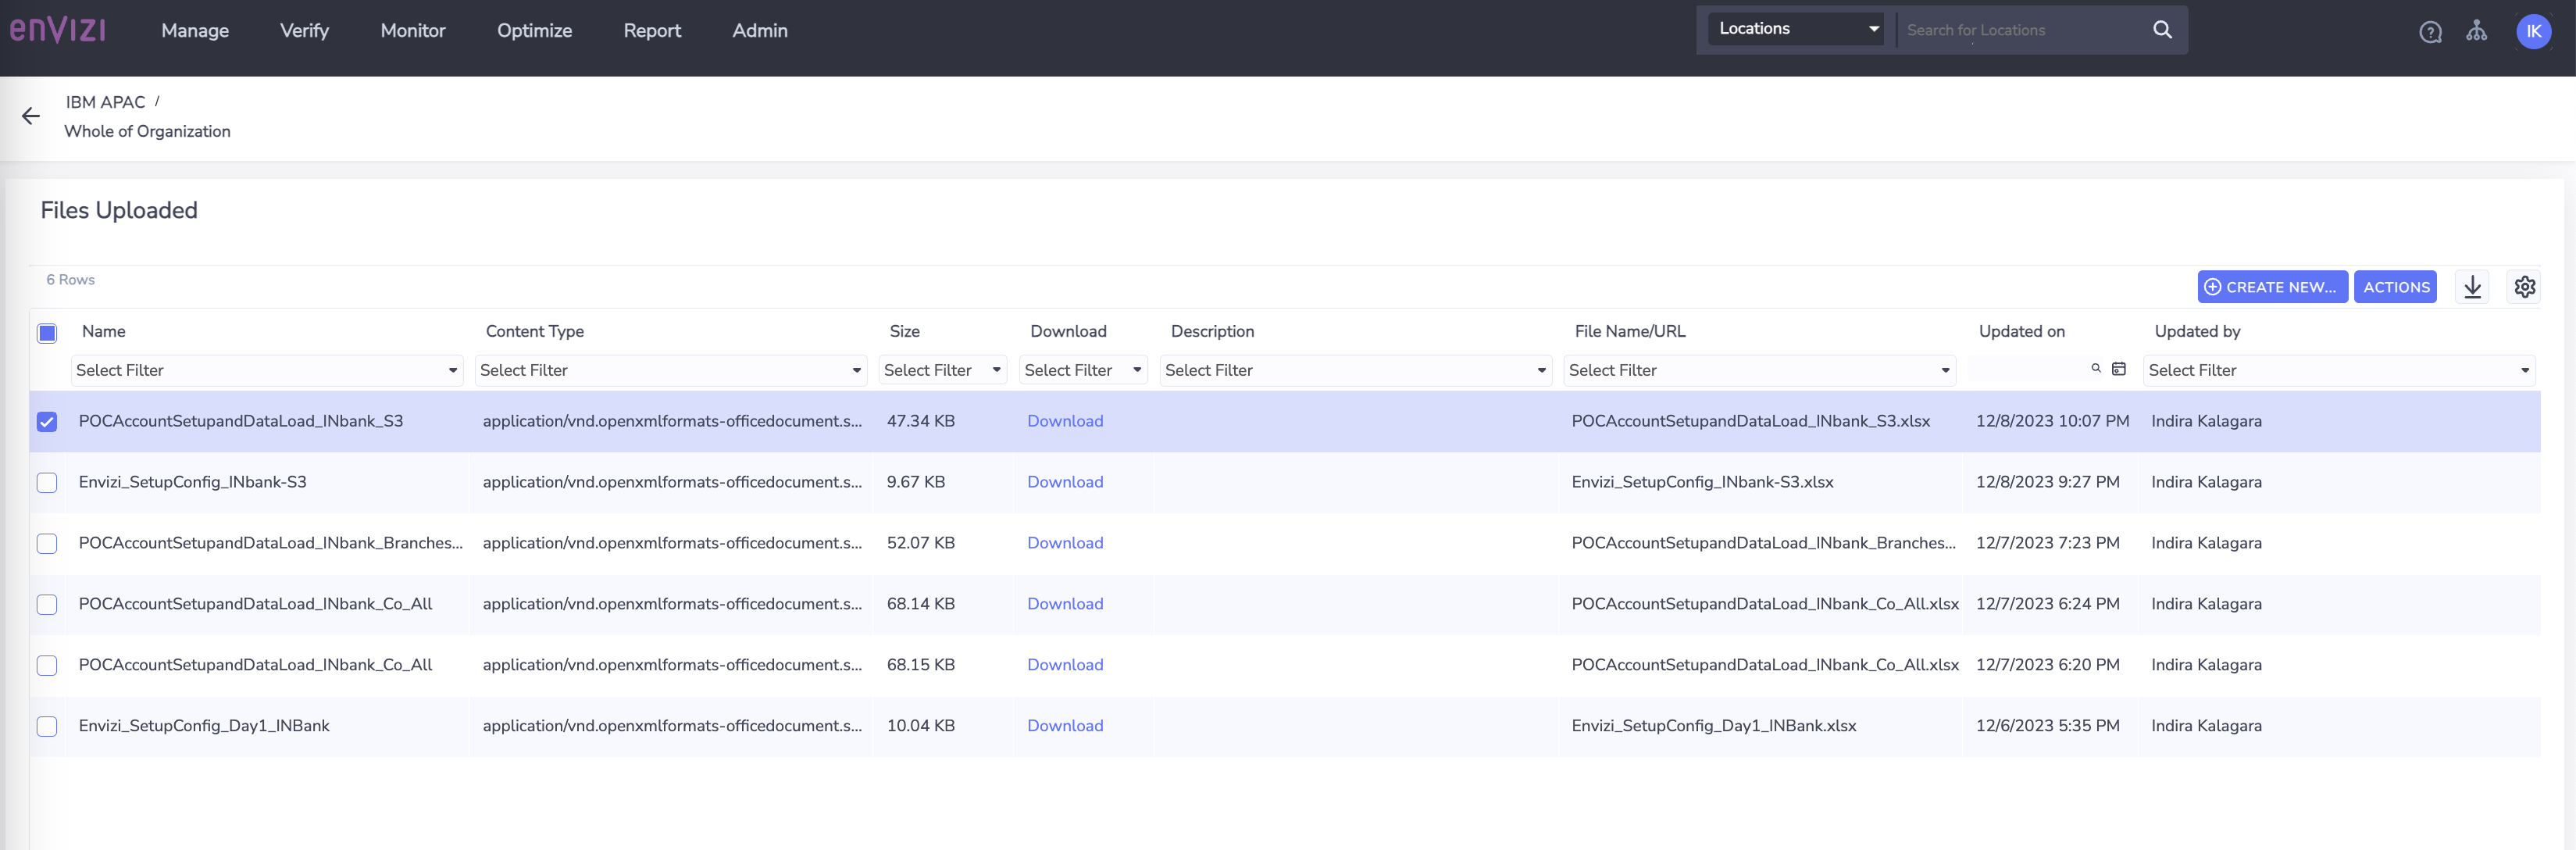 enVIZI Manage Verify Monitor Optimize Report Admin Locations Search for Locations IK
IBM APAC /
Whole of Organization
Files Uploaded
6 Rows CREATE NEW... ACTIONS
Name Content Type Size Download Description File Name/URL Updated on Updated by
Select Filter Select Filter Select Filter Select Filter Select Filter Select Filter Select Filter
POCAccountSetupandDataLoad_INbank_S3 application/vnd.openxmlformats-officedocument.s... 47.34 KB Download POCAccountSetupandDataLoad_INbank_S3.xlsx 12/8/2023 10:07 PM Indira Kalagara
Envizi_SetupConfig_INbank-S3 application/vnd.openxmlformats-officedocument.s... 9.67 KB Download Envizi_SetupConfig_INbank-S3.xlsx 12/8/2023 9:27 PM Indira Kalagara
POCAccountSetupandDataLoad_INbank_Branches... application/vnd.openxmlformats-officedocument.s... 52.07 KB Download POCAccountSetupandDataLoad_INbank_Branches... 12/7/2023 7:23 PM Indira Kalagara
POCAccountSetupandDataLoad_INbank_Co_All application/vnd.openxmlformats-officedocument.s... 68.14 KB Download POCAccountSetupandDataLoad_INbank_Co_All.xlsx 12/7/2023 6:24 PM Indira Kalagara
POCAccountSetupandDataLoad_INbank_Co_All application/vnd.openxmlformats-officedocument.s... 68.15 KB Download POCAccountSetupandDataLoad_INbank_Co_All.xlsx 12/7/2023 6:20 PM Indira Kalagara
Envizi_SetupConfig_Day1_INBank application/vnd.openxmlformats-officedocument.s... 10.04 KB Download Envizi_SetupConfig_Day1_INBank.xlsx 12/6/2023 5:35 PM Indira Kalagara